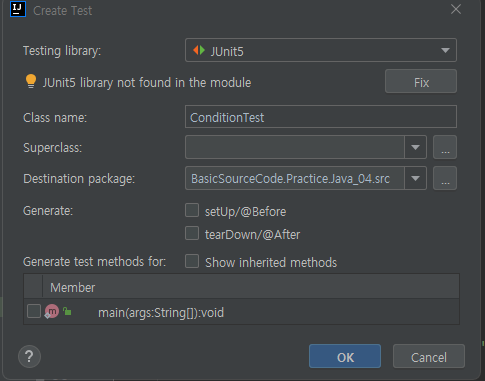 IJ Create Test
Testing library: JUnit5
JUnit5 library not found in the module Fix
Class name: ConditionTest
Superclass: ...
Destination package: BasicSourceCode.Practice.Java_04.src ...
Generate: setUp/@Before
tearDown/@After
Generate test methods for: Show inherited methods
Member
m main(args:String[]):void
? OK Cancel